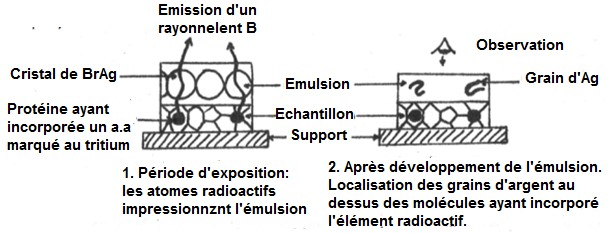 Emission d'un
rayonnelent B
Cristal de BrAg
Emulsion
Observation
Grain d'Ag
Protéine ayant
incorporée un a.a
marqué au tritium
Echantillon
Support
1. Période d'exposition:
les atomes radioactifs
impressionnznt l'émulsion
2. Après développement de l'émulsion.
Localisation des grains d'argent au
dessus des molécules ayant incorporé
l'élément radioactif.